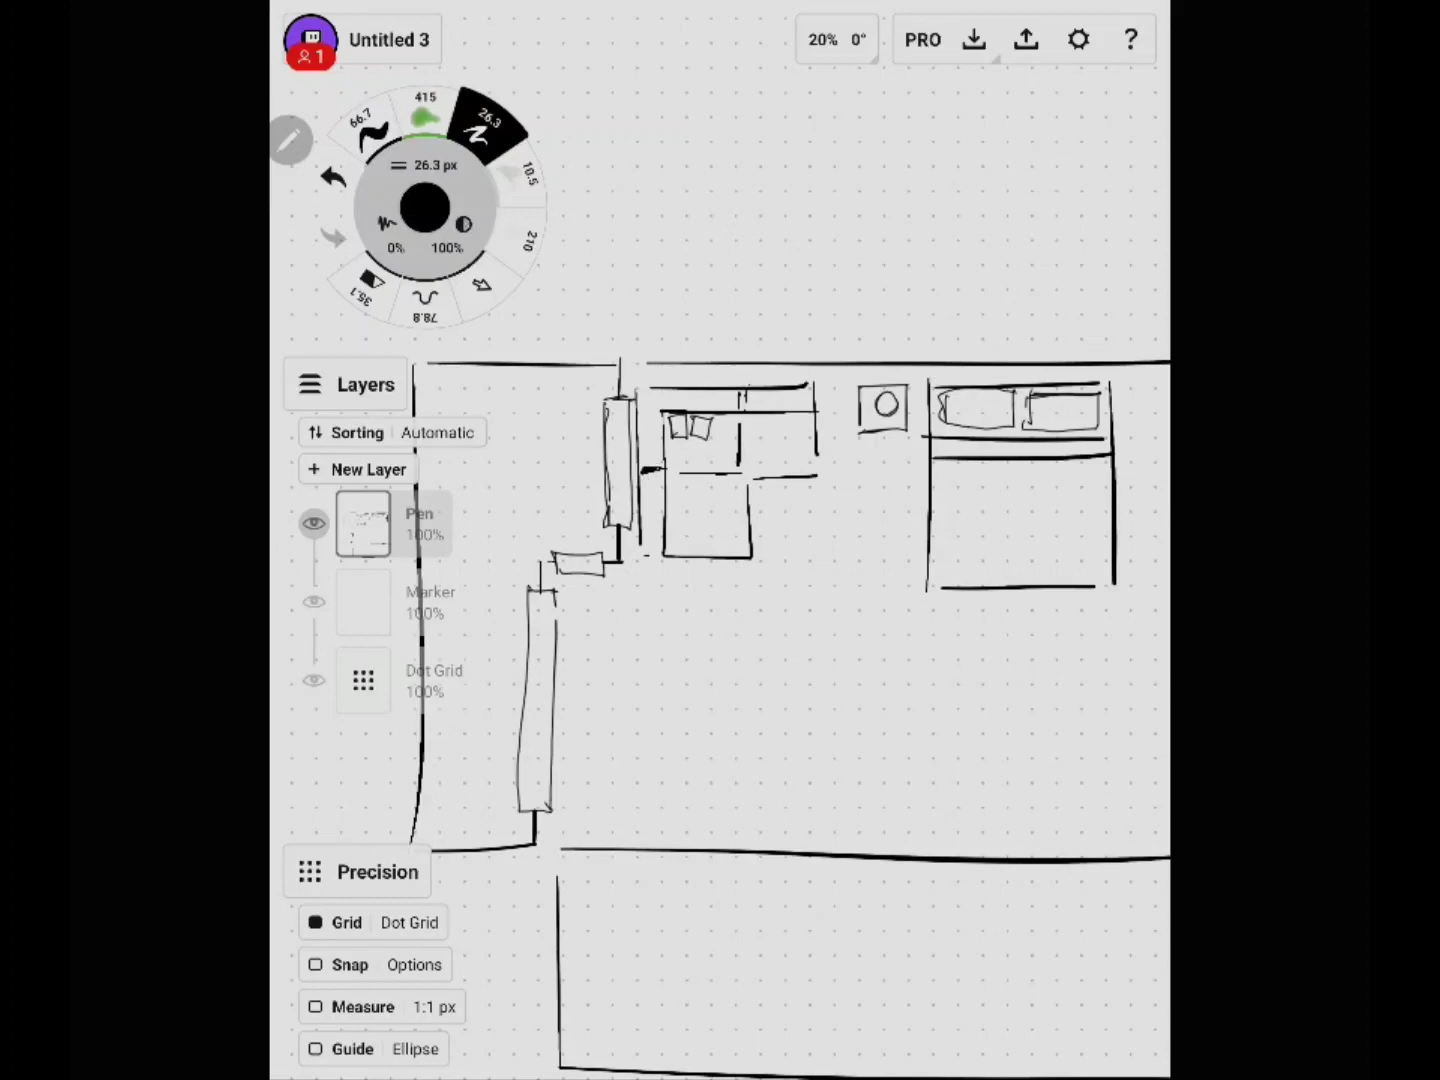 Untitled 3
1
20% 0°
PRO
?
66.7
415
26.3
10.5
210
78.8
35.1
26.3 px
0%
100%
Layers
Sorting Automatic
+ New Layer
Pen
100%
Marker
100%
Dot Grid
100%
Precision
Grid Dot Grid
Snap Options
Measure 1:1 px
Guide Ellipse